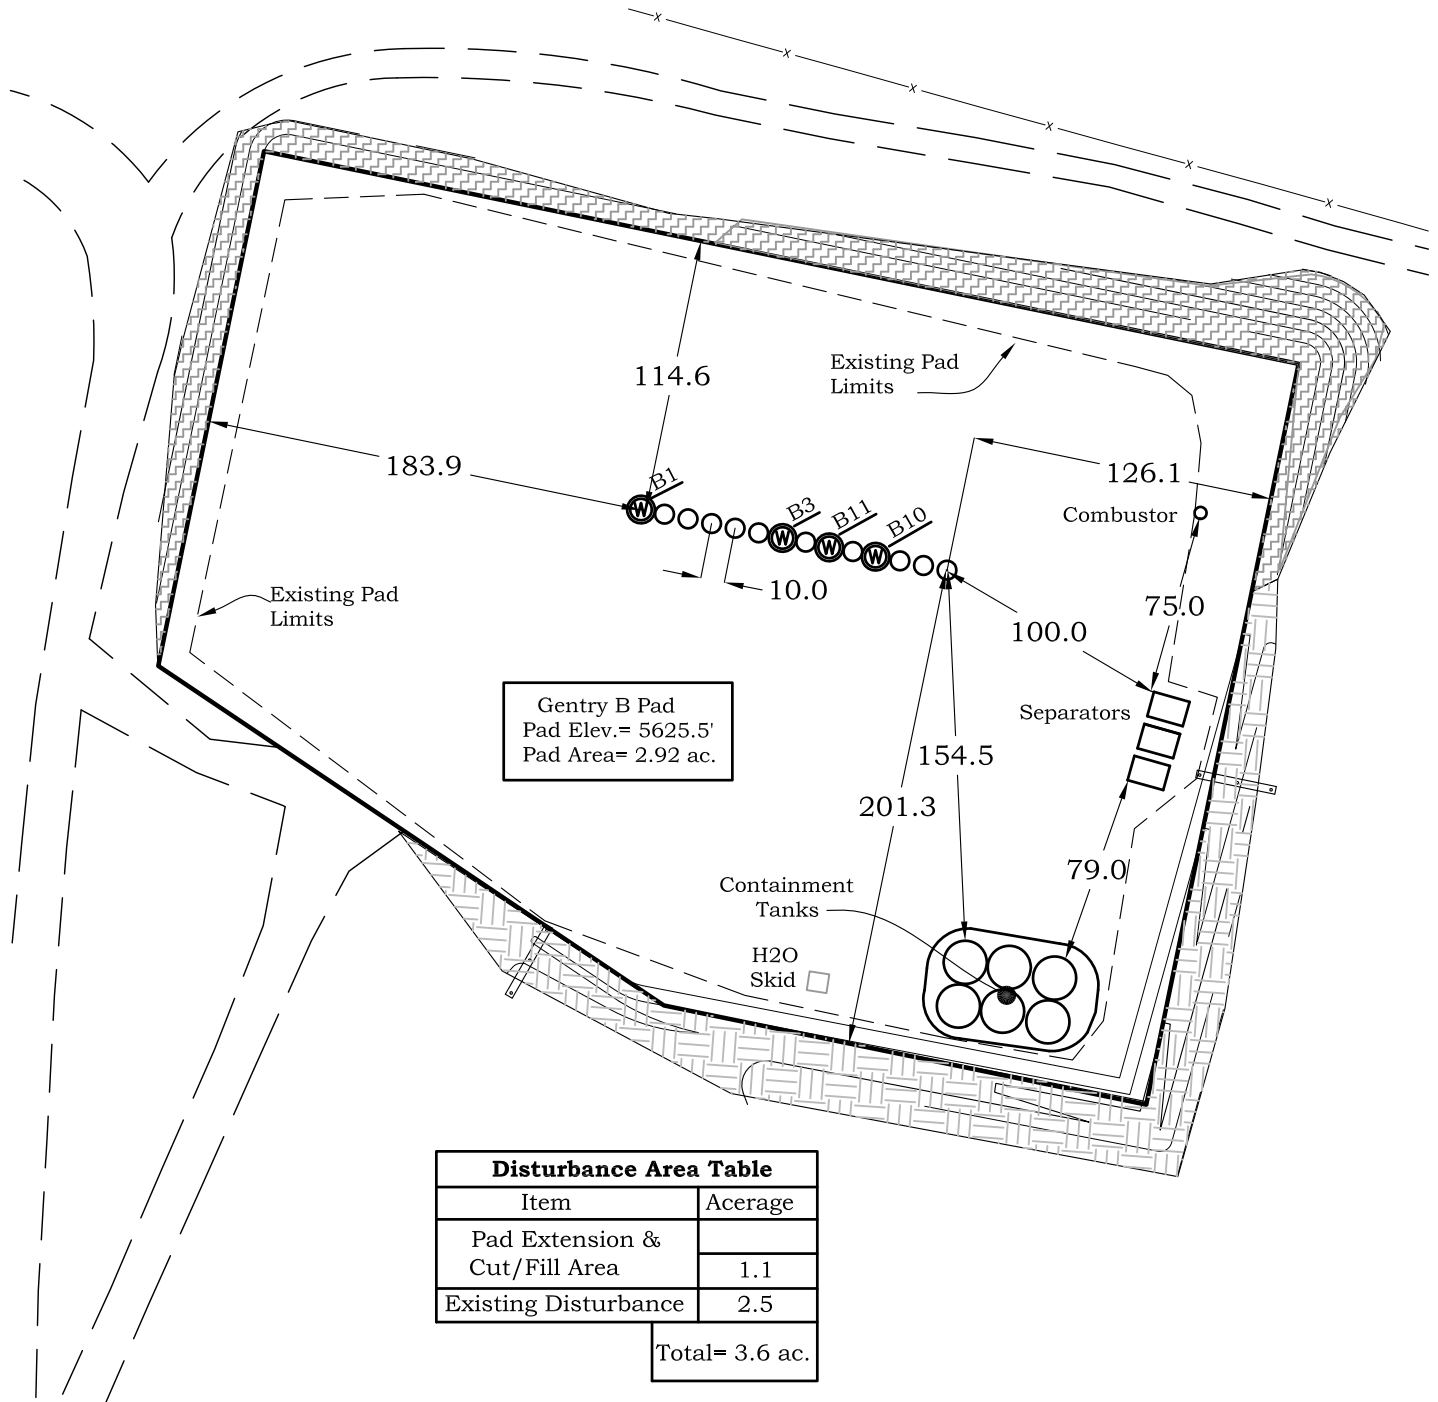 x
x
x
x
x
x
Existing Pad
Limits
114.6
183.9
126.1
B1
B3
B11
B10
W
W
W
W
Combustor
10.0
Existing Pad
Limits
75.0
100.0
Gentry B Pad
Pad Elev.= 5625.5'
Pad Area= 2.92 ac.
Separators
154.5
201.3
79.0
Containment
Tanks
H2O
Skid
Disturbance Area Table
Item Acerage
Pad Extension &
Cut/Fill Area 1.1
Existing Disturbance 2.5
Total= 3.6 ac.